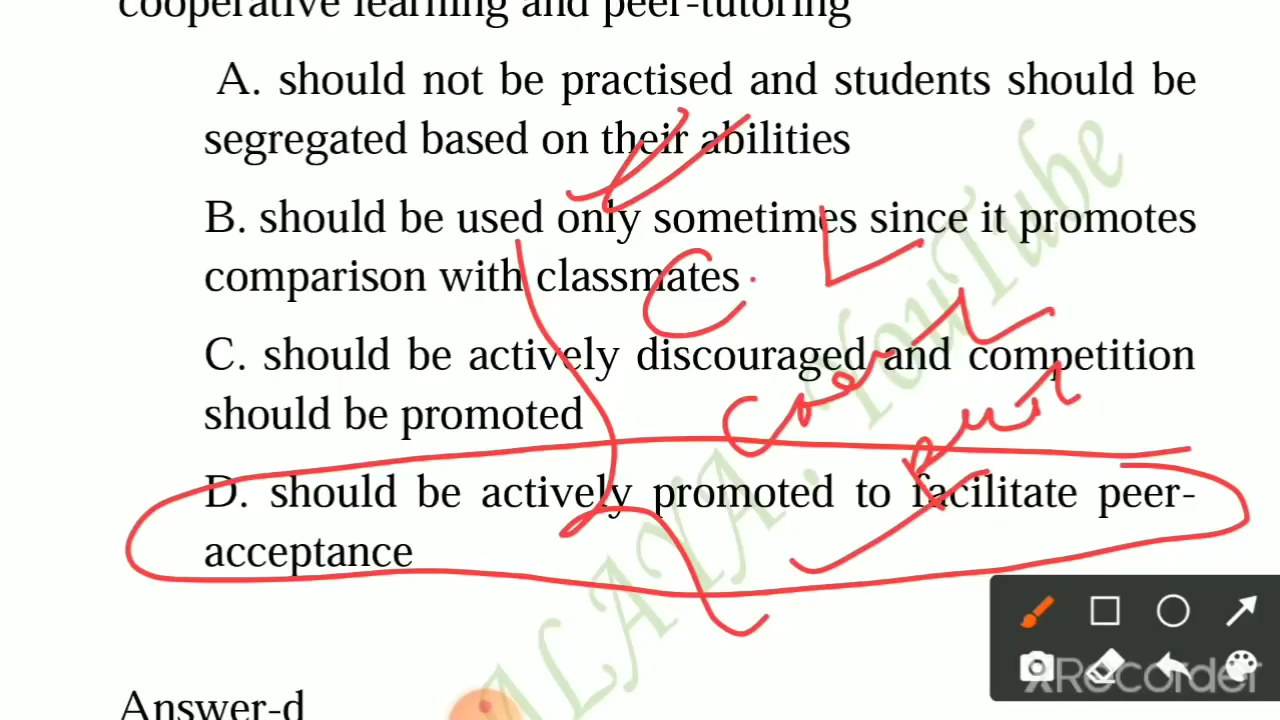 cooperative learning and peer-tutoring
A. should not be practised and students should be
segregated based on their abilities
B. should be used only sometimes since it promotes
comparison with classmates
C. should be actively discouraged and competition
should be promoted
D. should be actively promoted to facilitate peer-
acceptance
Answer-d
ALAYA : YouTube
C L
XRecorder